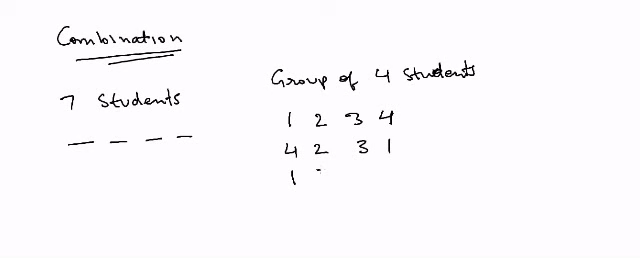 Combination
7 Students
Group of 4 students
1 2 3 4
4 2 3 1
1